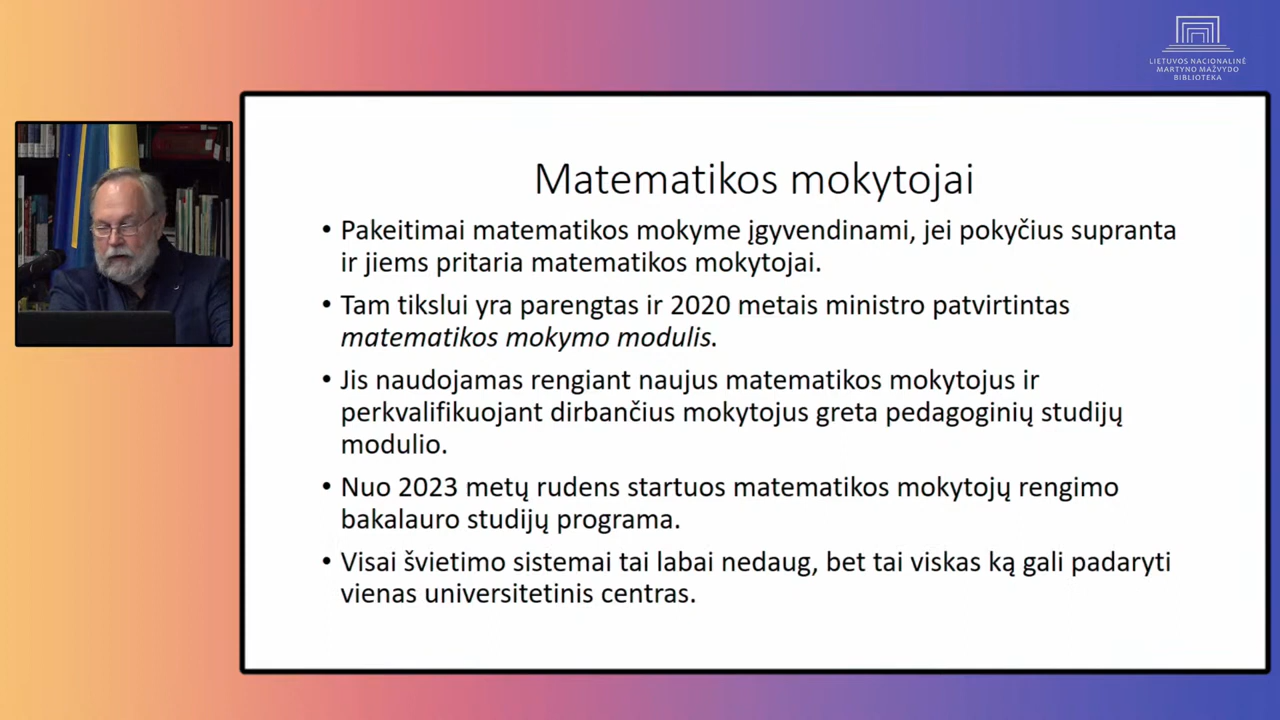 LIETUVOS NACIONALINĖ
MARTYNO MAŽVYDO
BIBLIOTEKA
Matematikos mokytojai
• Pakeitimai matematikos mokyme įgyvendinami, jei pokyčius supranta
ir jiems pritaria matematikos mokytojai.
• Tam tikslui yra parengtas ir 2020 metais ministro patvirtintas
matematikos mokymo modulis.
• Jis naudojamas rengiant naujus matematikos mokytojus ir
perkvalifikuojant dirbančius mokytojus greta pedagoginių studijų
modulio.
• Nuo 2023 metų rudens startuos matematikos mokytojų rengimo
bakalauro studijų programa.
• Visai švietimo sistemai tai labai nedaug, bet tai viskas ką gali padaryti
vienas universitetinis centras.